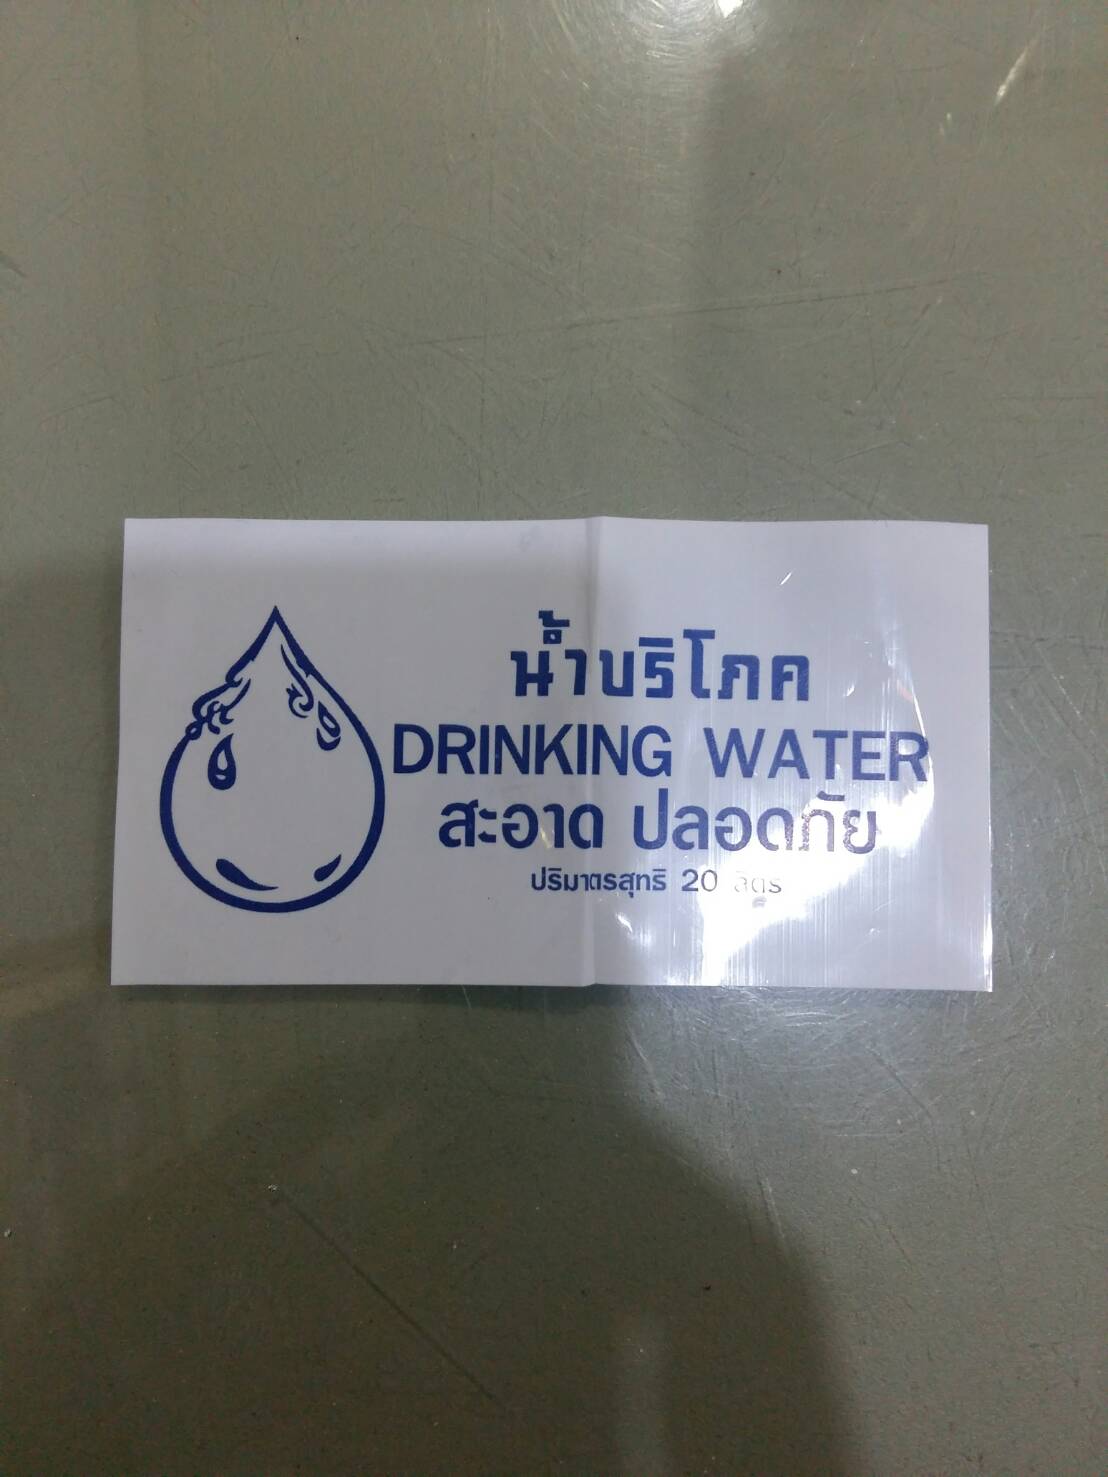 น้ำบริโภค
DRINKING WATER
สะอาด ปลอดภัย
ปริมาตรสุทธิ 20 ลิตร